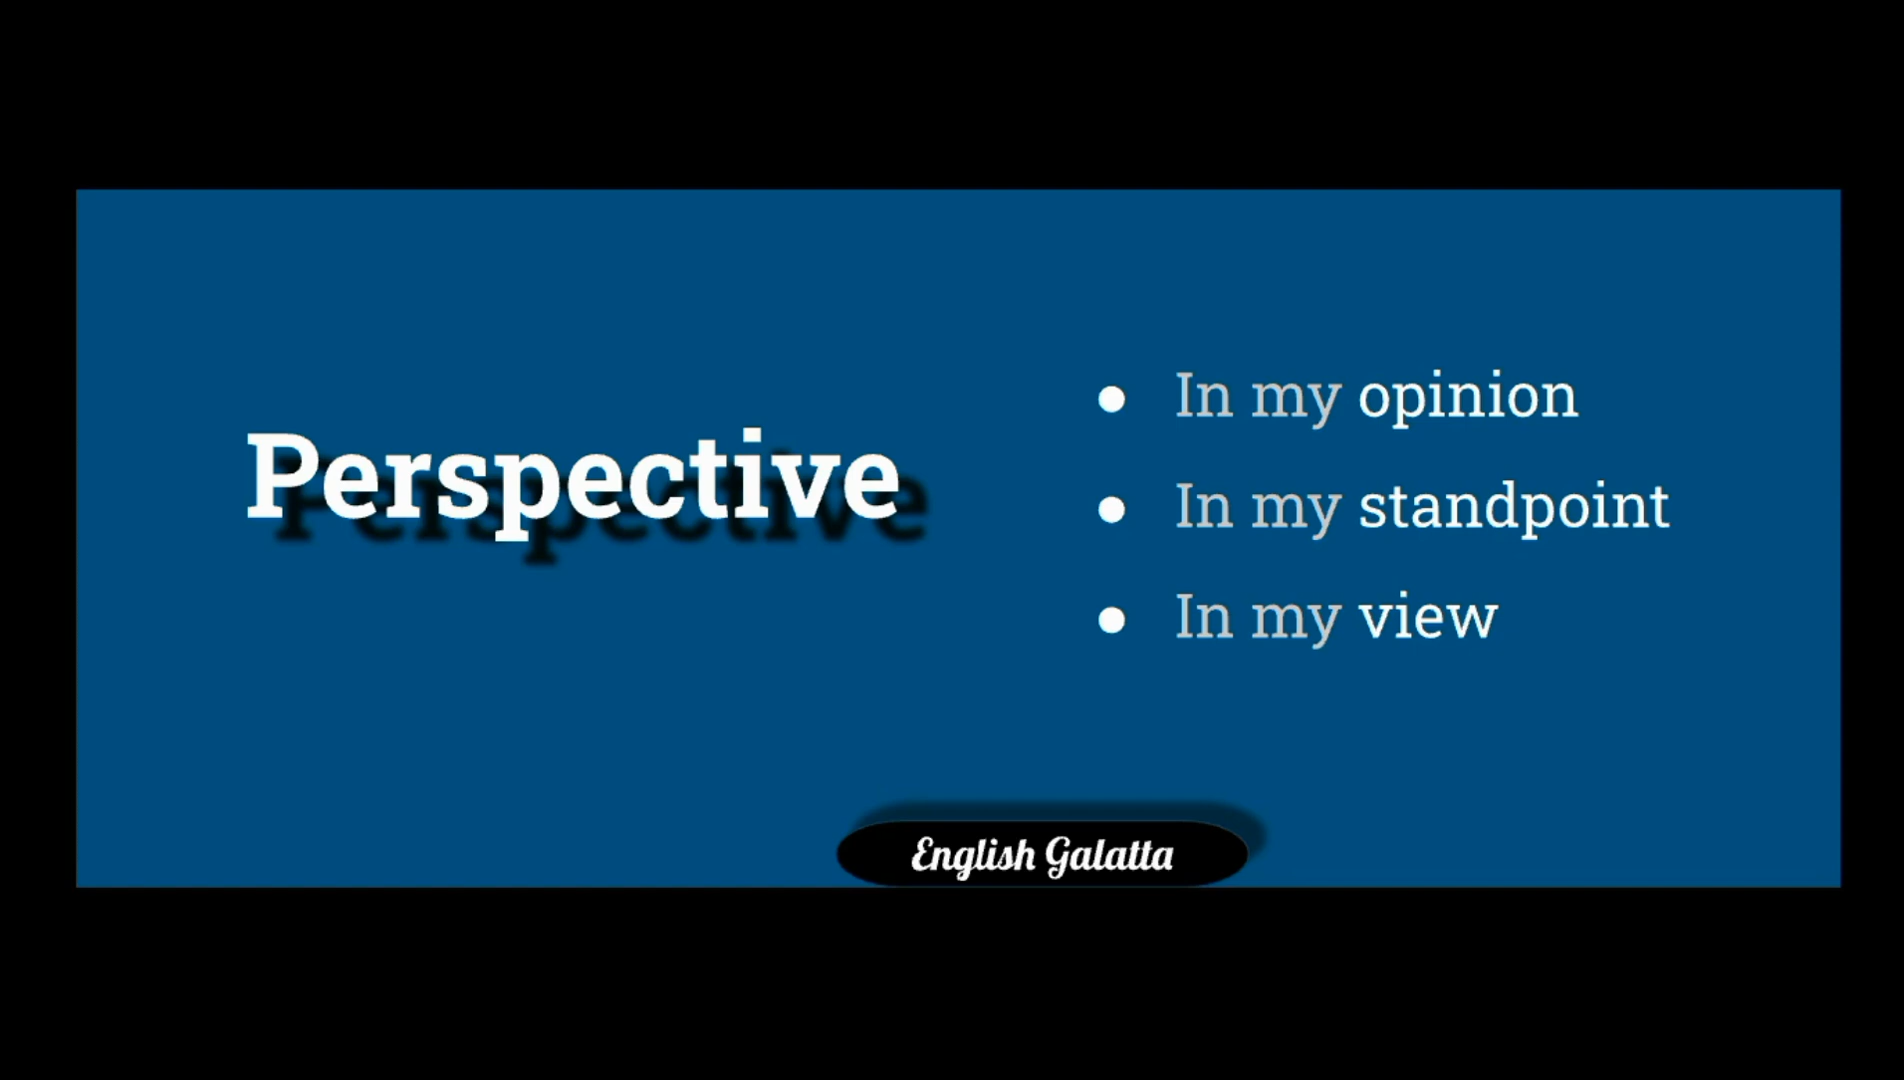 Perspective
● In my opinion
● In my standpoint
● In my view
English Galatta